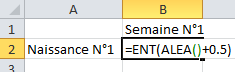 A B
1 Semaine N°1
2 Naissance N°1 =ENT(ALEA()+0.5)